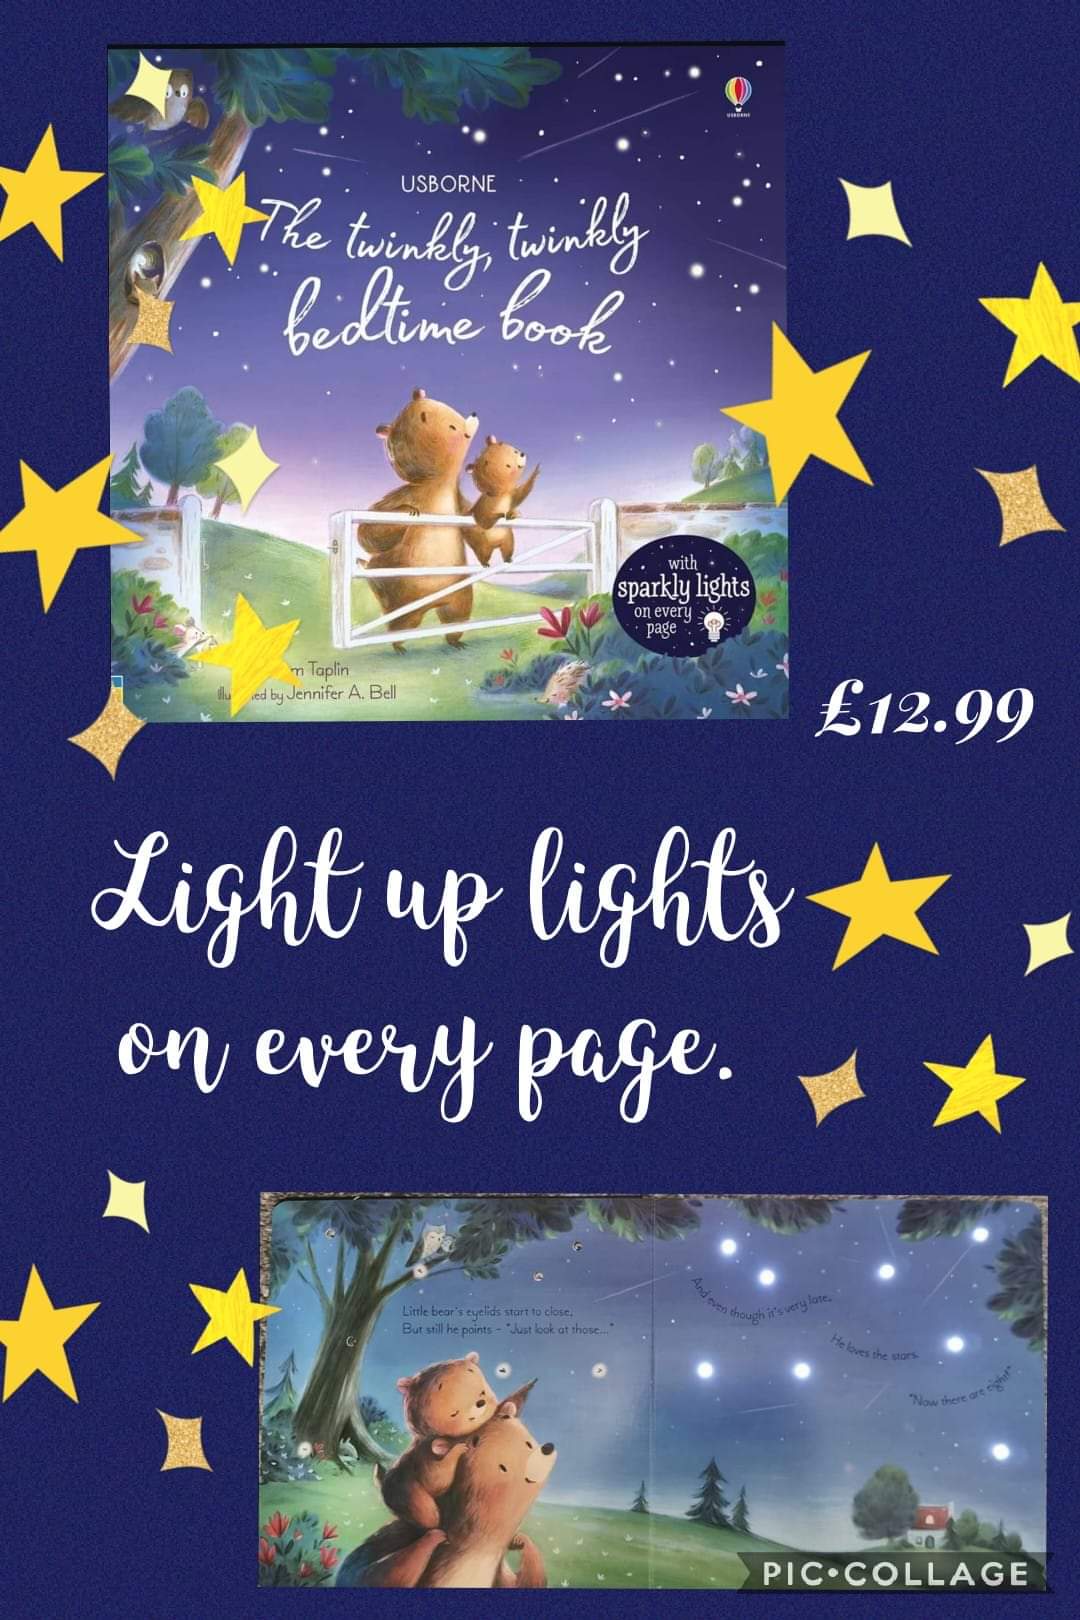 USBORNE
USBORNE
The twinkly, twinkly
bedtime book
with
sparkly lights
on every
page
Taplin
by Jennifer A. Bell
£12.99
Light up lights
on every page.
Little bear's eyelids start to close,
But still he points – "Just look at those..."
And even though it's very late,
He loves the stars.
"Now there are eight!"
PIC•COLLAGE